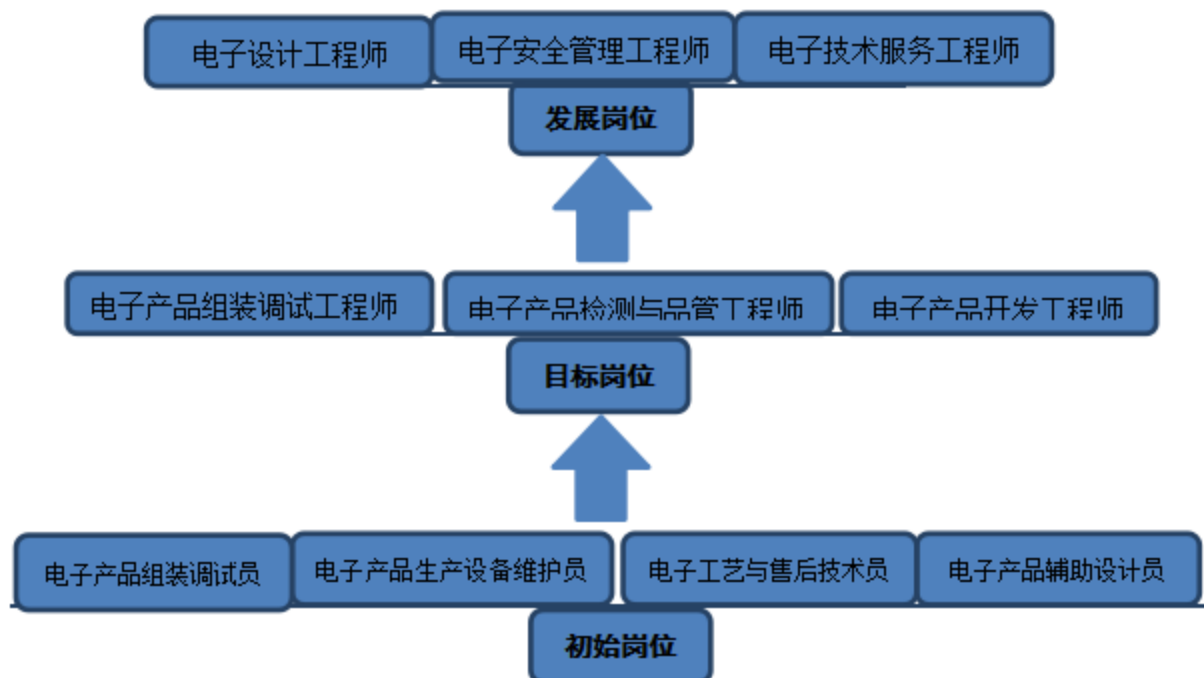 电子设计工程师 电子安全管理工程师 电子技术服务工程师
发展岗位
电子产品组装调试工程师 电子产品检测与品管工程师 电子产品开发工程师
目标岗位
电子产品组装调试员 电子产品生产设备维护员 电子工艺与售后技术员 电子产品辅助设计员
初始岗位